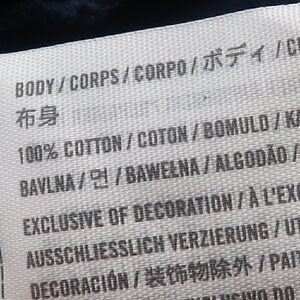 BODY / CORPS / CORPO / ボディ /
布身
100% COTTON / COTON / BOMULD /
BAVLNA / 면 / BAWEŁNA / ALGODÃO /
EXCLUSIVE OF DECORATION / À L'EX
AUSSCHLIESSLICH VERZIERUNG /
DECORACIÓN / 装飾物除外 /